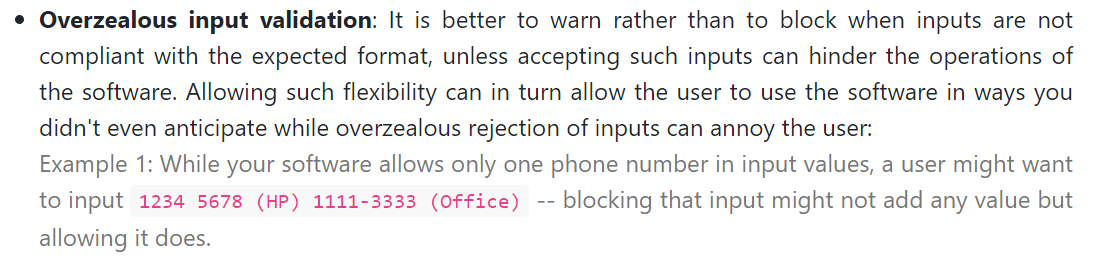 • Overzealous input validation: It is better to warn rather than to block when inputs are not
compliant with the expected format, unless accepting such inputs can hinder the operations of
the software. Allowing such flexibility can in turn allow the user to use the software in ways you
didn't even anticipate while overzealous rejection of inputs can annoy the user:
Example 1: While your software allows only one phone number in input values, a user might want
to input 1234 5678 (HP) 1111-3333 (Office) -- blocking that input might not add any value but
allowing it does.